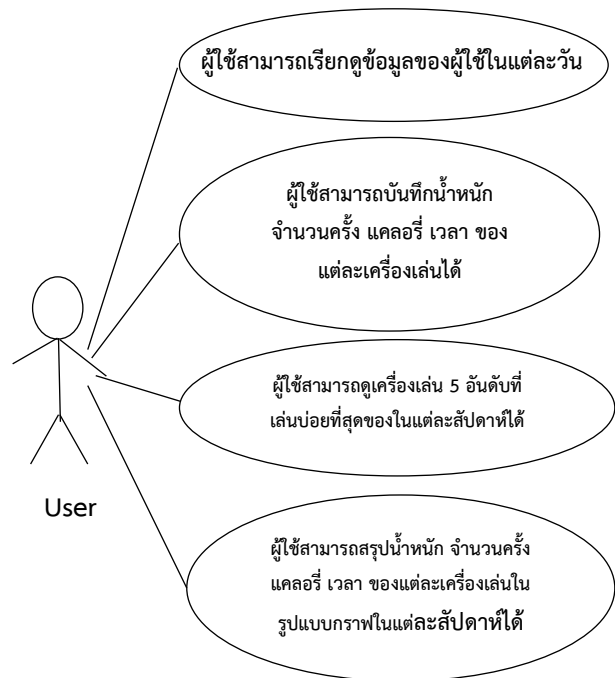 ผู้ใช้สามารถเรียกดูข้อมูลของผู้ใช้ในแต่ละวัน
ผู้ใช้สามารถบันทึกน้ำหนัก
จำนวนครั้ง แคลอรี่ เวลา ของ
แต่ละเครื่องเล่นได้
ผู้ใช้สามารถดูเครื่องเล่น 5 อันดับที่
เล่นบ่อยที่สุดของในแต่ละสัปดาห์ได้
User
ผู้ใช้สามารถสรุปน้ำหนัก จำนวนครั้ง
แคลอรี่ เวลา ของแต่ละเครื่องเล่นใน
รูปแบบกราฟในแต่ละสัปดาห์ได้